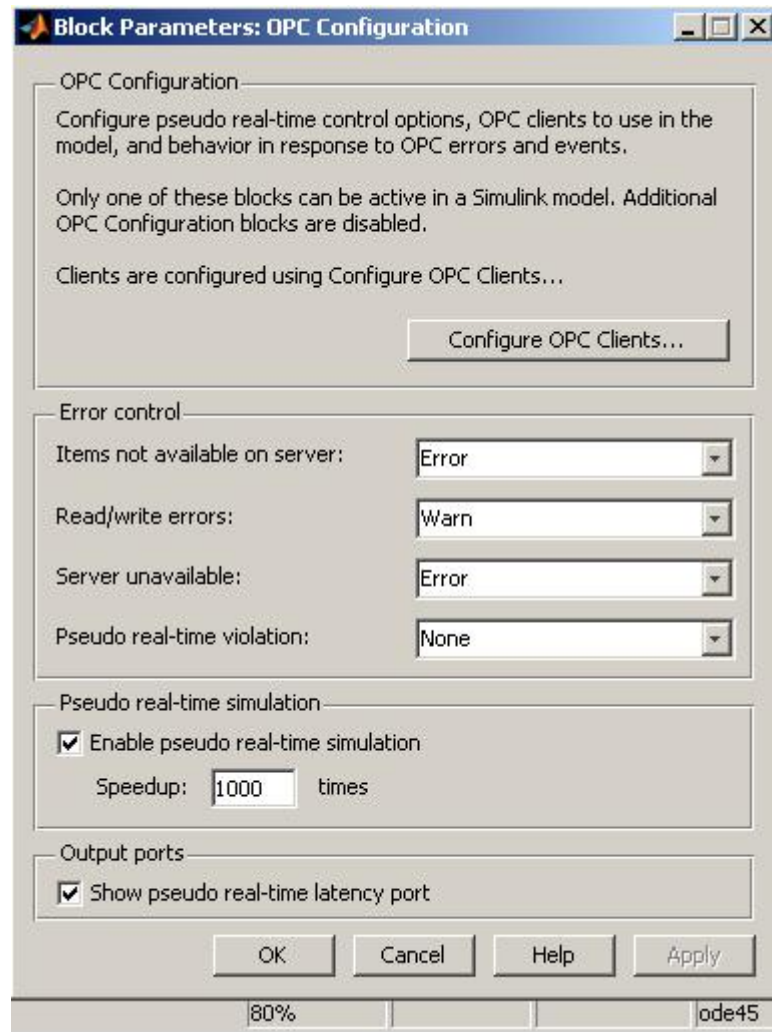 Block Parameters: OPC Configuration
OPC Configuration
Configure pseudo real-time control options, OPC clients to use in the
model, and behavior in response to OPC errors and events.
Only one of these blocks can be active in a Simulink model. Additional
OPC Configuration blocks are disabled.
Clients are configured using Configure OPC Clients...
Configure OPC Clients...
Error control
Items not available on server: Error
Read/write errors: Warn
Server unavailable: Error
Pseudo real-time violation: None
Pseudo real-time simulation
Enable pseudo real-time simulation
Speedup: 1000 times
Output ports
Show pseudo real-time latency port
OK Cancel Help Apply
80% ode45